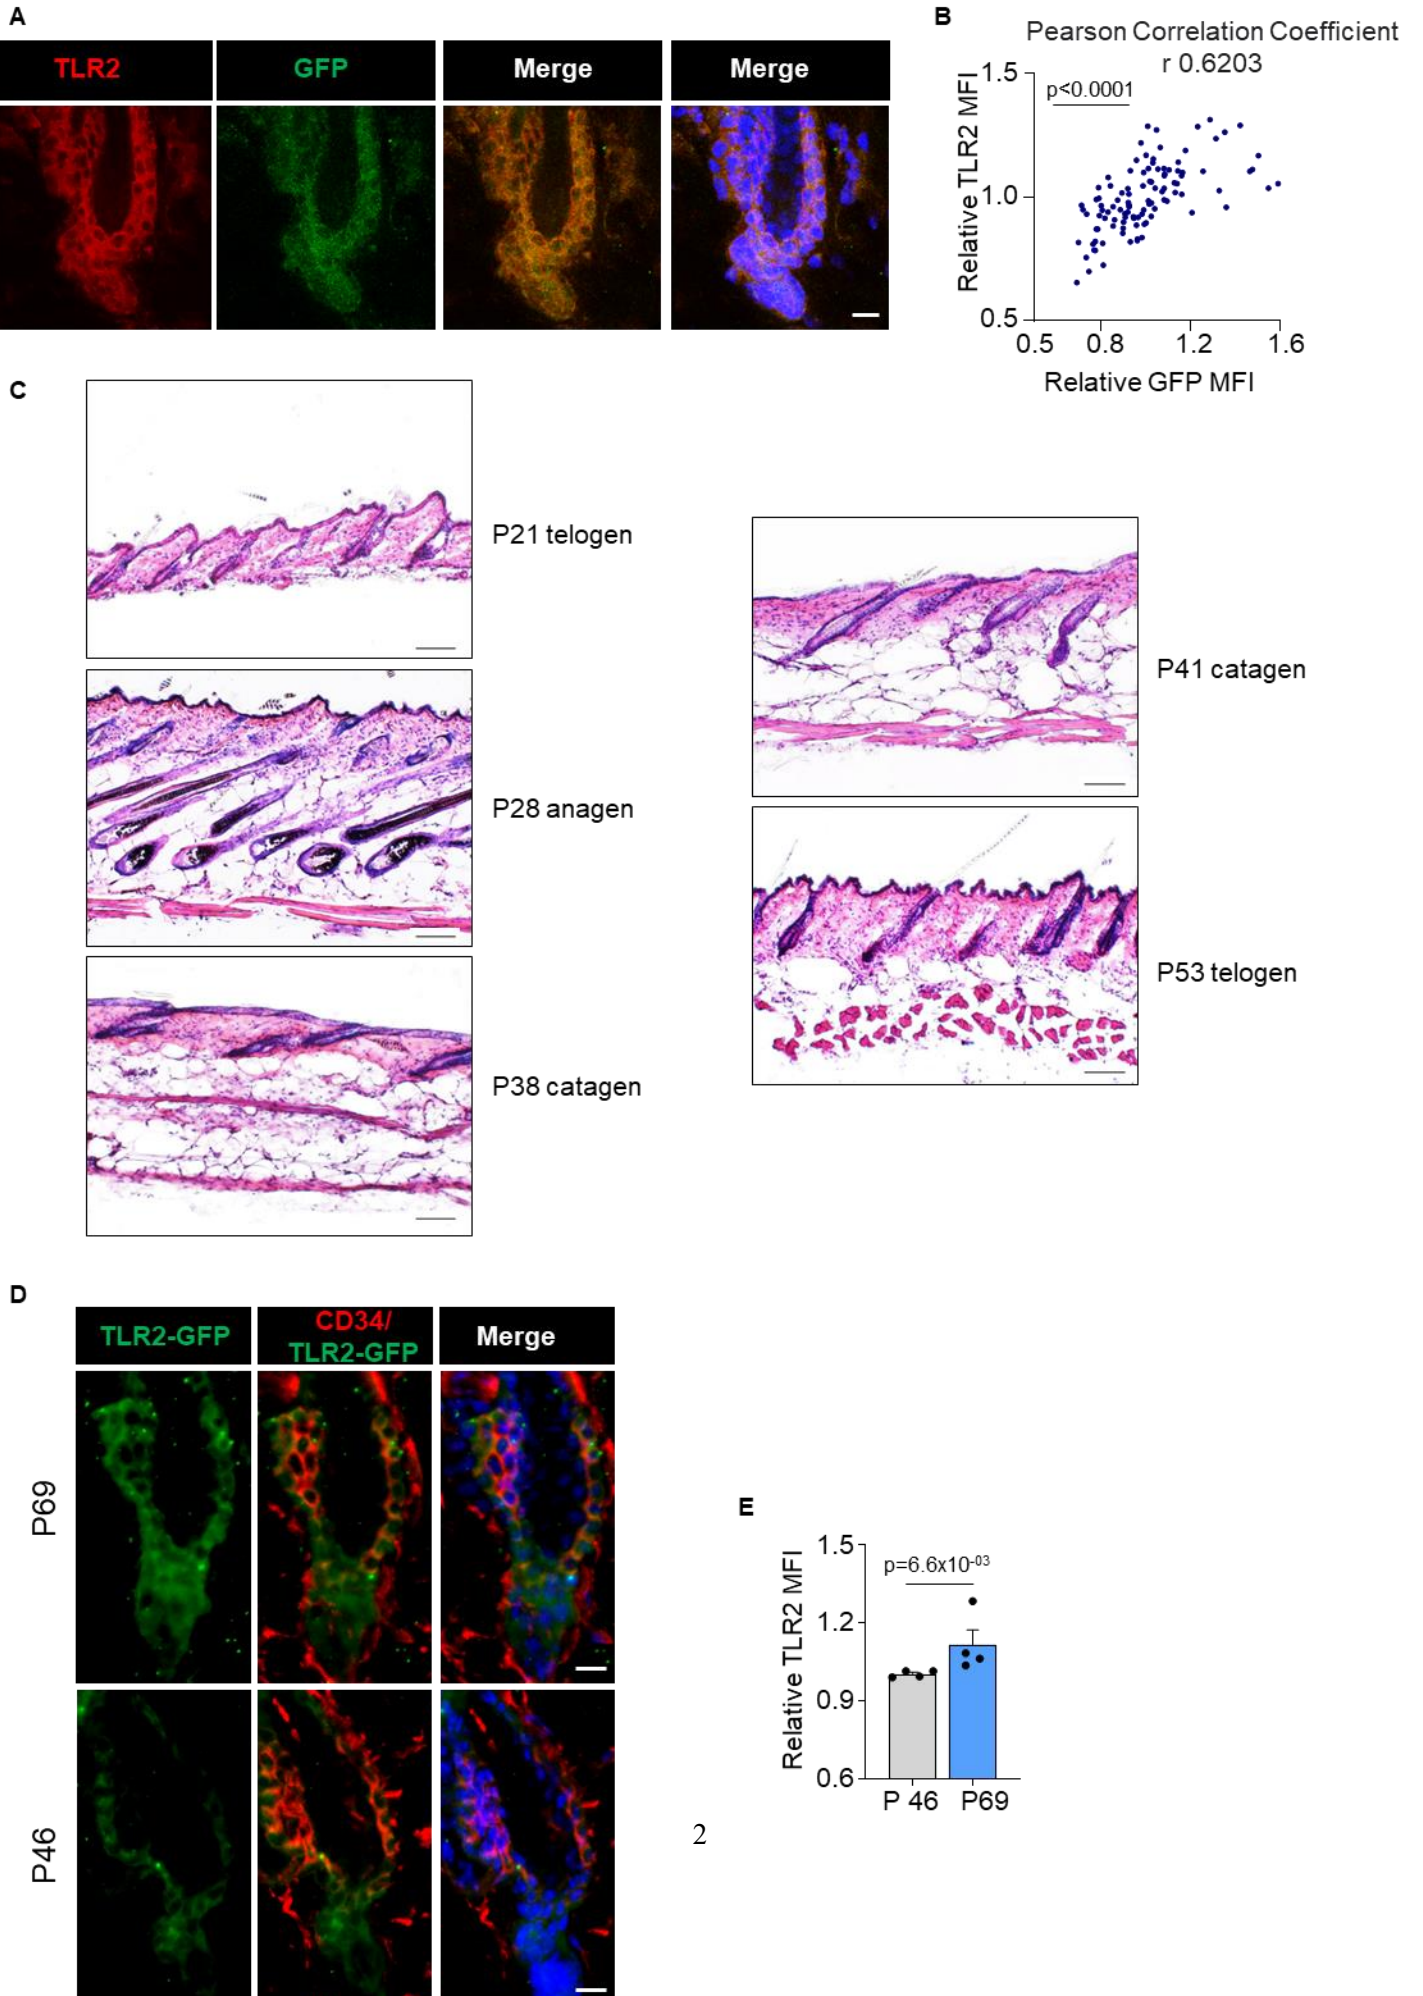 A
TLR2
GFP
Merge
Merge
B
Pearson Correlation Coefficient
r 0.6203
p<0.0001
Relative TLR2 MFI
1.5
1.0
0.5
0.5 0.8 1.2 1.6
Relative GFP MFI
C
P21 telogen
P28 anagen
P38 catagen
P41 catagen
P53 telogen
D
TLR2-GFP
CD34/
TLR2-GFP
Merge
P69
P46
E
p=6.6x10⁻⁰³
Relative TLR2 MFI
1.5
1.2
0.9
0.6
P 46 P69
2